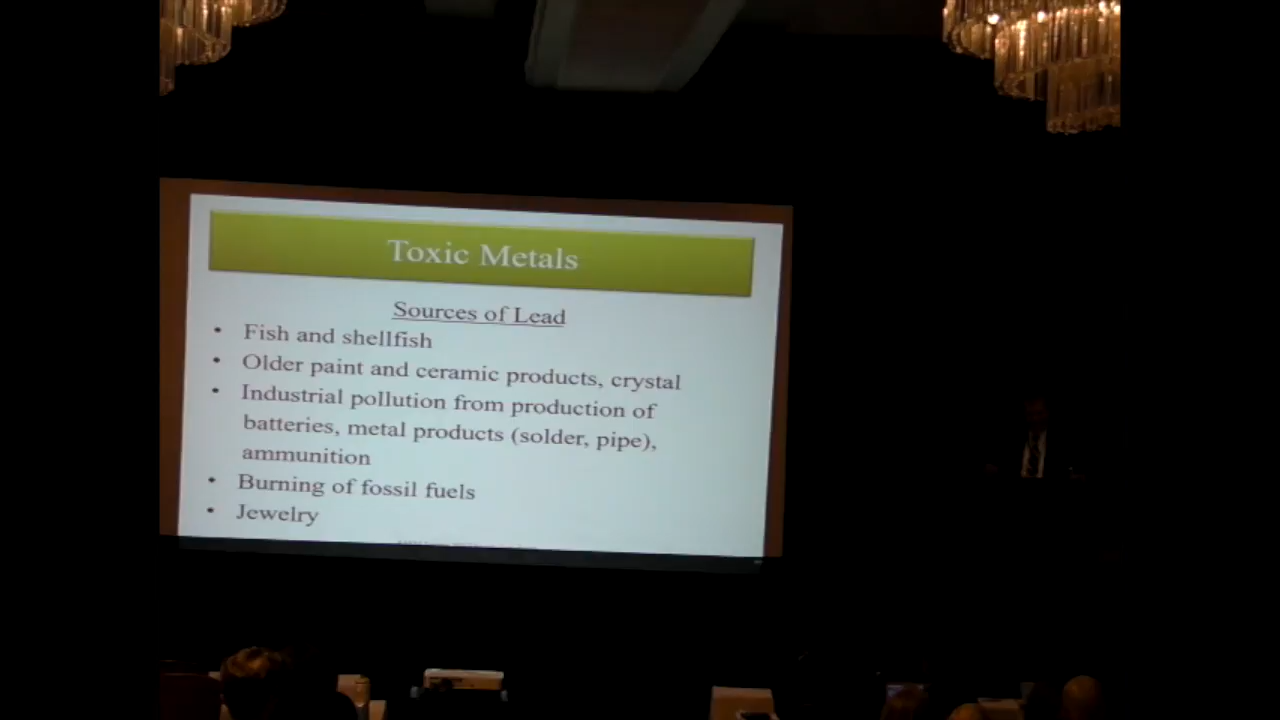 Toxic Metals
Sources of Lead
• Fish and shellfish
• Older paint and ceramic products, crystal
• Industrial pollution from production of
batteries, metal products (solder, pipe),
ammunition
• Burning of fossil fuels
• Jewelry